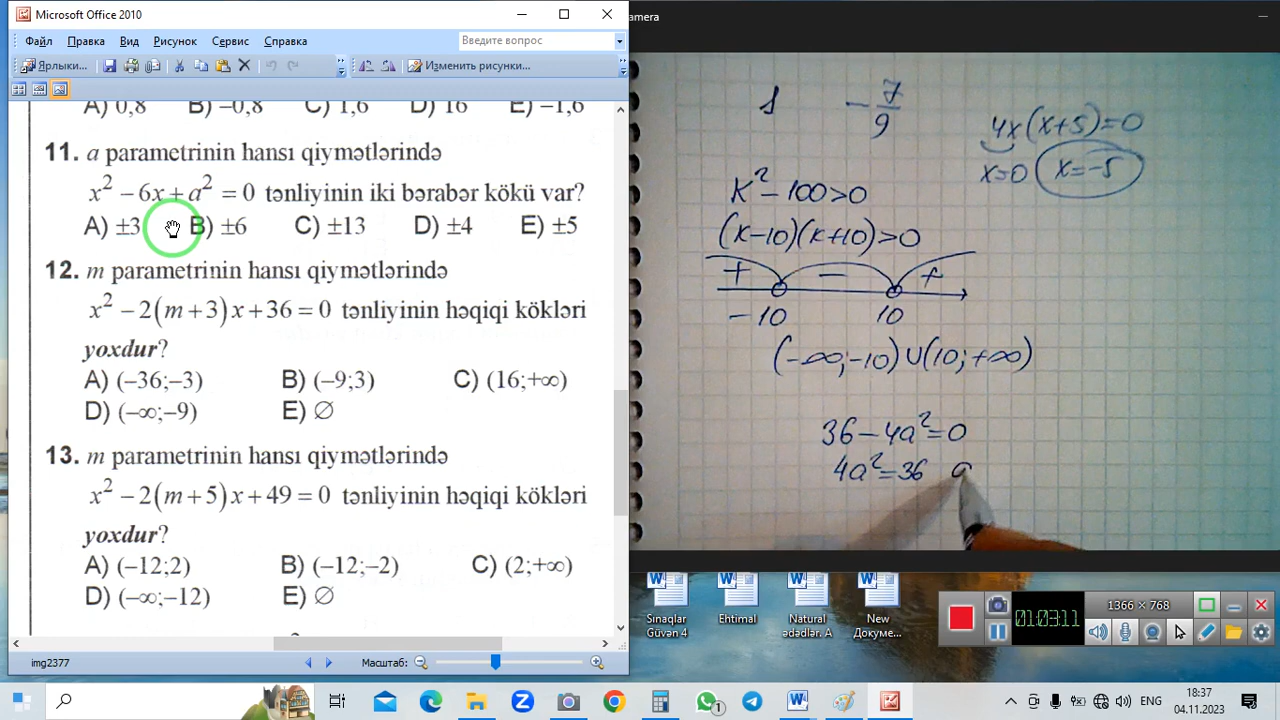 Microsoft Office 2010
Файл Правка Вид Рисунок Сервис Справка Введите вопрос
Ярлыки... Изменить рисунки...
A) 0,8 B) –0,8 C) 1,6 D) 16 E) –1,6
11. a parametrinin hansı qiymətlərində
x² – 6x + a² = 0 tənliyinin iki bərabər kökü var?
A) ±3 B) ±6 C) ±13 D) ±4 E) ±5
12. m parametrinin hansı qiymətlərində
x² – 2(m + 3)x + 36 = 0 tənliyinin həqiqi kökləri
yoxdur?
A) (–36;–3) B) (–9;3) C) (16;+∞)
D) (–∞;–9) E) ∅
13. m parametrinin hansı qiymətlərində
x² – 2(m + 5)x + 49 = 0 tənliyinin həqiqi kökləri
yoxdur?
A) (–12;2) B) (–12;–2) C) (2;+∞)
D) (–∞;–12) E) ∅
img2377 Масштаб:
amera
1 –7/9
4x(x+5)=0
x=0 x=–5
K²–100>0
(K–10)(K+10)>0
+ – +
–10 10
(–∞;–10)∪(10;+∞)
36–4a²=0
4a²=36 a
Sınaqlar Güvən 4
Ehtimal
Natural ədədlər. A
New Докуме...
1366 × 768
01:03:11
1
ENG
18:37
04.11.2023